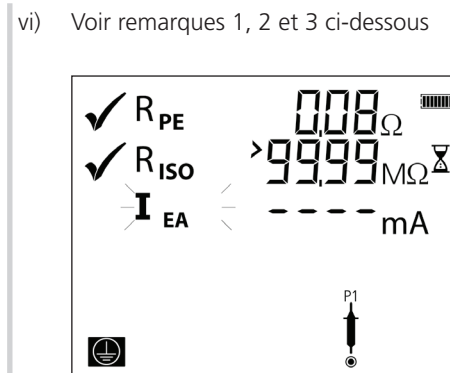 vi) Voir remarques 1, 2 et 3 ci-dessous
R PE 0.08 Ω
R ISO >99.99 MΩ
I EA ---- mA
P1